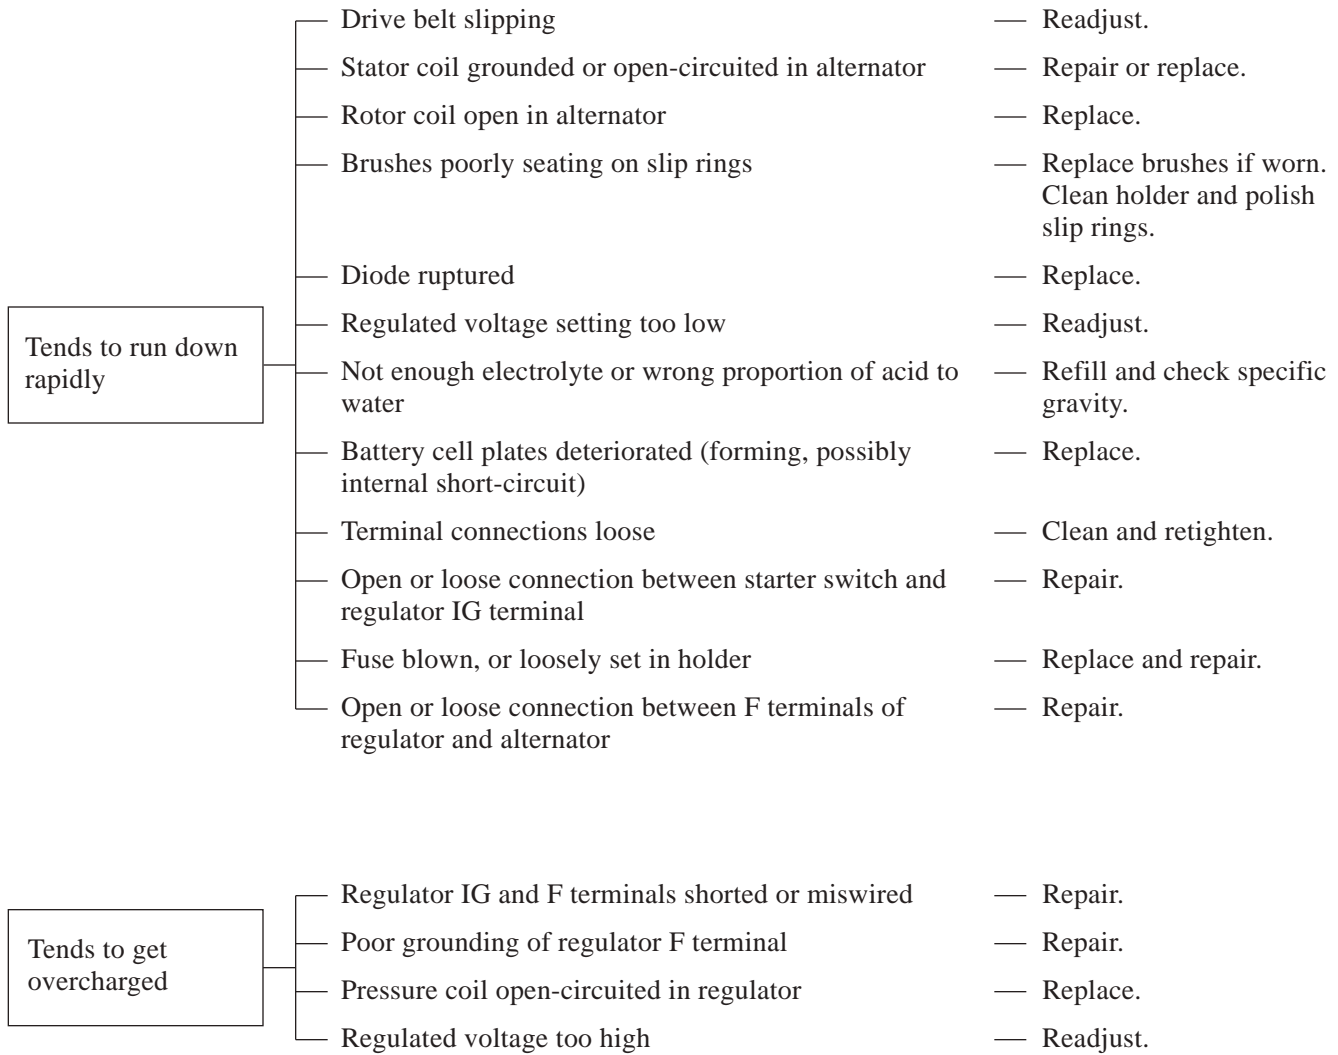 Drive belt slipping — Readjust.
Stator coil grounded or open-circuited in alternator — Repair or replace.
Rotor coil open in alternator — Replace.
Brushes poorly seating on slip rings — Replace brushes if worn.
Clean holder and polish
slip rings.
Diode ruptured — Replace.
Regulated voltage setting too low — Readjust.
Tends to run down
rapidly
Not enough electrolyte or wrong proportion of acid to — Refill and check specific
water gravity.
Battery cell plates deteriorated (forming, possibly — Replace.
internal short-circuit)
Terminal connections loose — Clean and retighten.
Open or loose connection between starter switch and — Repair.
regulator IG terminal
Fuse blown, or loosely set in holder — Replace and repair.
Open or loose connection between F terminals of — Repair.
regulator and alternator
Regulator IG and F terminals shorted or miswired — Repair.
Poor grounding of regulator F terminal — Repair.
Tends to get
overcharged
Pressure coil open-circuited in regulator — Replace.
Regulated voltage too high — Readjust.